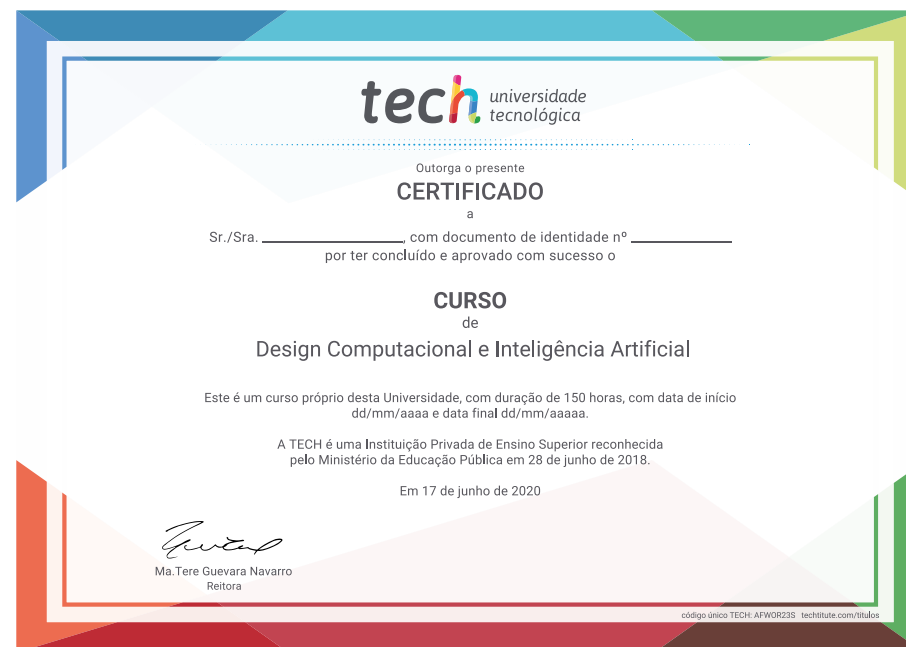 tech universidade
tecnológica
Outorga o presente
CERTIFICADO
a
Sr./Sra. ____________, com documento de identidade nº ____________
por ter concluído e aprovado com sucesso o
CURSO
de
Design Computacional e Inteligência Artificial
Este é um curso próprio desta Universidade, com duração de 150 horas, com data de início
dd/mm/aaaa e data final dd/mm/aaaaa.
A TECH é uma Instituição Privada de Ensino Superior reconhecida
pelo Ministério da Educação Pública em 28 de junho de 2018.
Em 17 de junho de 2020
Ma.Tere Guevara Navarro
Reitora
código único TECH: AFWOR23S techtitute.com/títulos